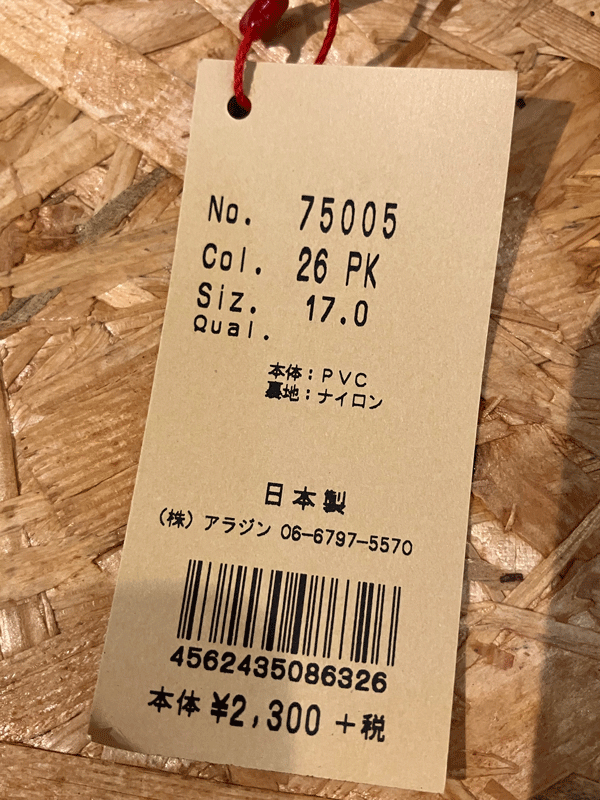 No. 75005
Col. 26 PK
Siz. 17.0
Qual.
本体：PVC
裏地：ナイロン
日本製
（株）アラジン 06-6797-5570
4562435086326
本体 ¥2,300 +税